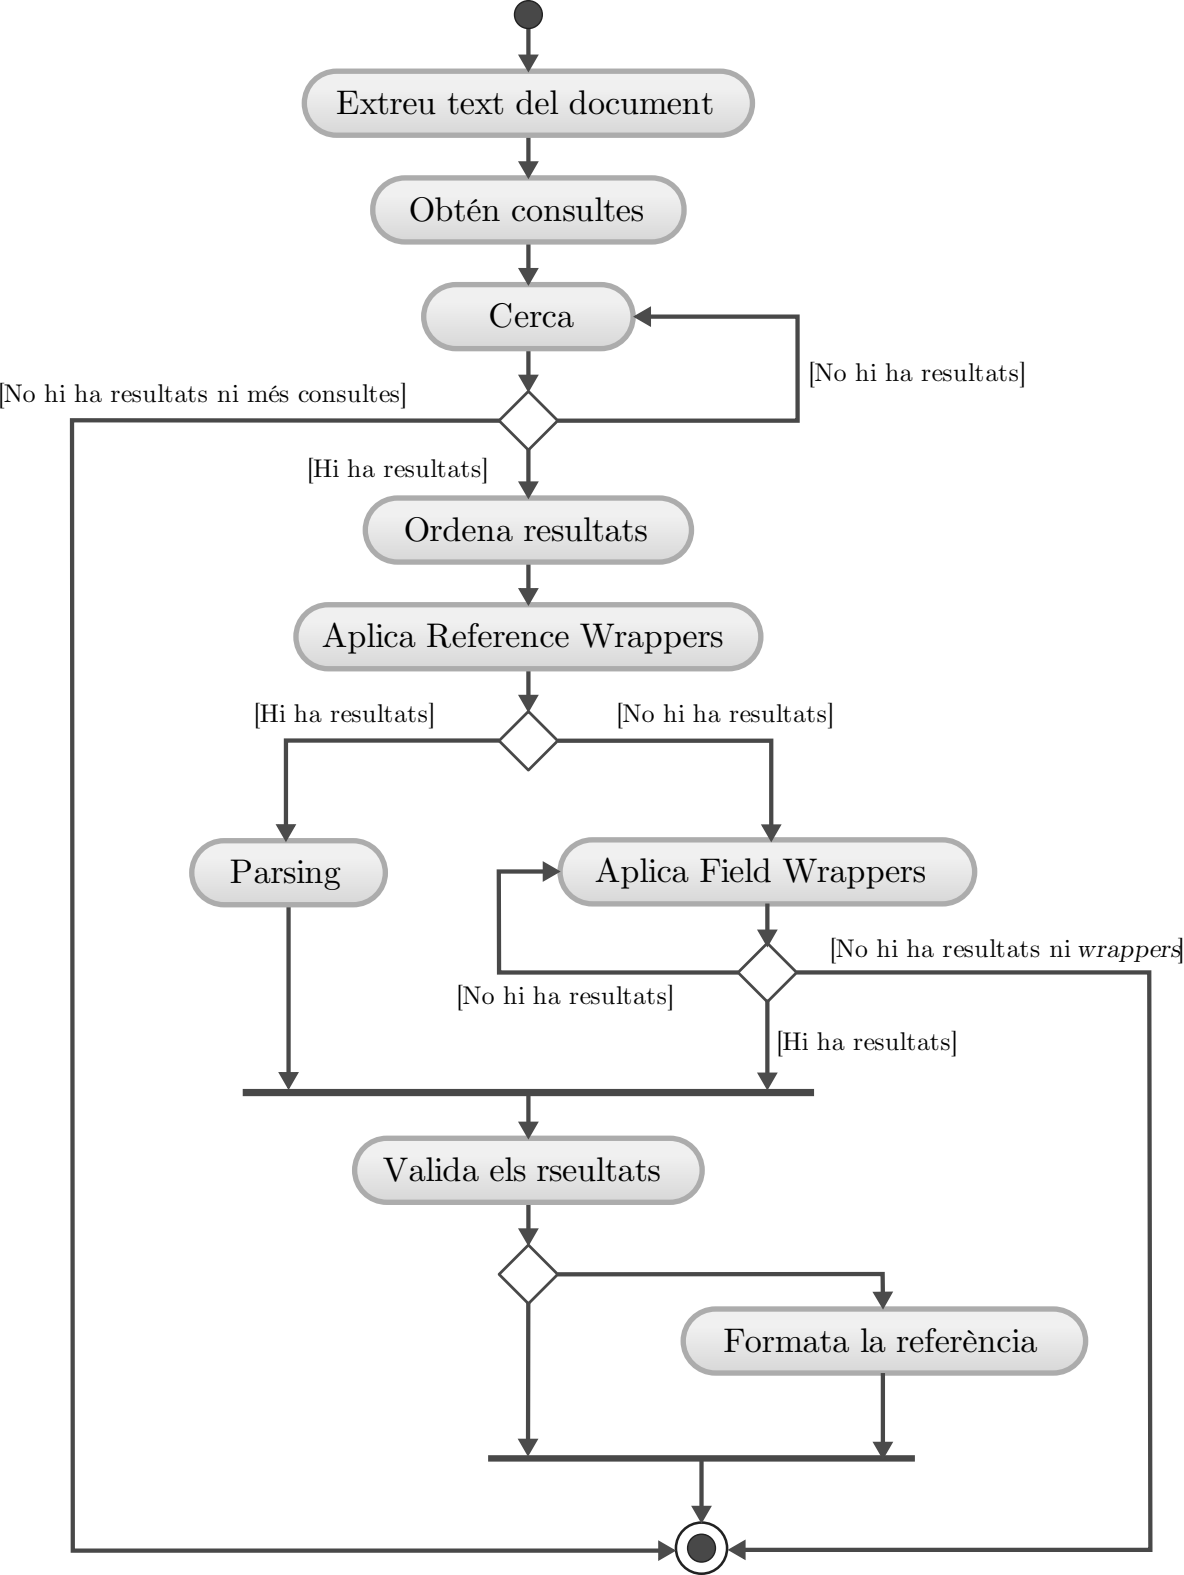 Extreu text del document
Obtén consultes
Cerca
[No hi ha resultats]
[No hi ha resultats ni més consultes]
[Hi ha resultats]
Ordena resultats
Aplica Reference Wrappers
[Hi ha resultats]
[No hi ha resultats]
Parsing
Aplica Field Wrappers
[No hi ha resultats ni wrappers]
[No hi ha resultats]
[Hi ha resultats]
Valida els rseultats
Formata la referència